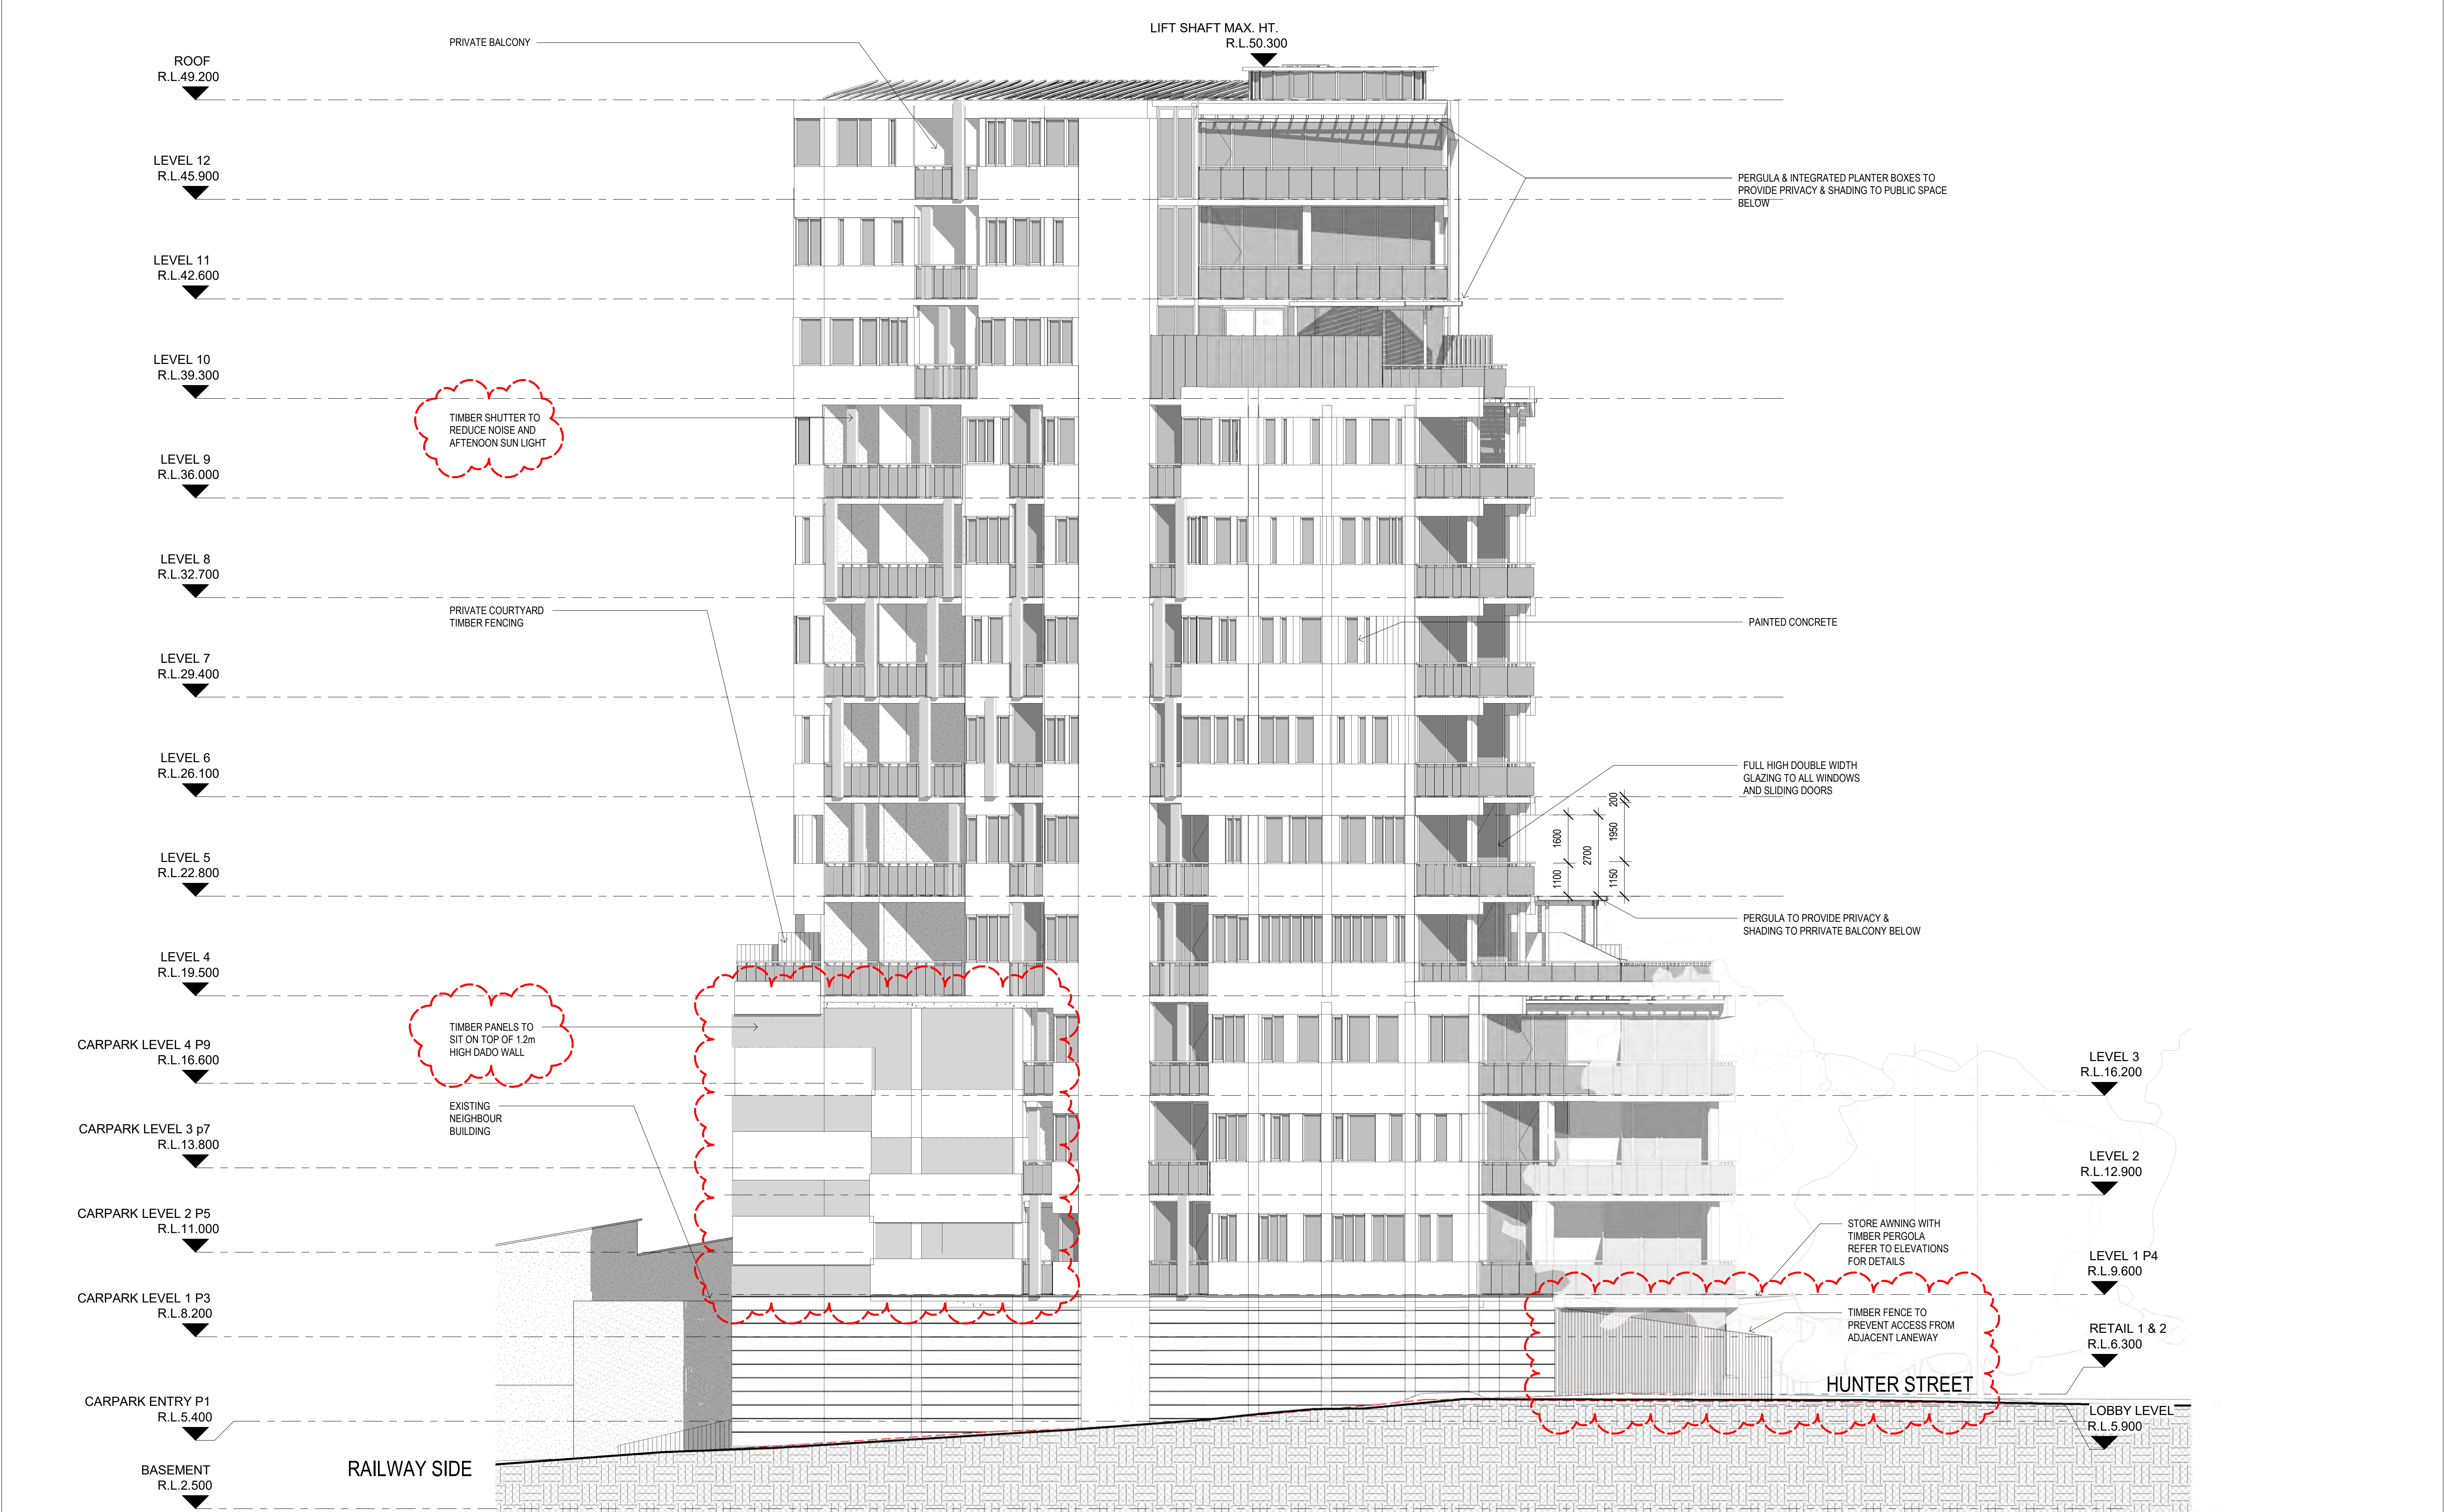 LIFT SHAFT MAX. HT.
R.L.50.300
PRIVATE BALCONY
ROOF
R.L.49.200
LEVEL 12
R.L.45.900
PERGULA & INTEGRATED PLANTER BOXES TO
PROVIDE PRIVACY & SHADING TO PUBLIC SPACE
BELOW
LEVEL 11
R.L.42.600
LEVEL 10
R.L.39.300
TIMBER SHUTTER TO
REDUCE NOISE AND
AFTENOON SUN LIGHT
LEVEL 9
R.L.36.000
LEVEL 8
R.L.32.700
PRIVATE COURTYARD
TIMBER FENCING
PAINTED CONCRETE
LEVEL 7
R.L.29.400
LEVEL 6
R.L.26.100
FULL HIGH DOUBLE WIDTH
GLAZING TO ALL WINDOWS
AND SLIDING DOORS
200
1600
1950
2700
1100
1150
LEVEL 5
R.L.22.800
PERGULA TO PROVIDE PRIVACY &
SHADING TO PRRIVATE BALCONY BELOW
LEVEL 4
R.L.19.500
TIMBER PANELS TO
SIT ON TOP OF 1.2m
HIGH DADO WALL
CARPARK LEVEL 4 P9
R.L.16.600
LEVEL 3
R.L.16.200
EXISTING
NEIGHBOUR
BUILDING
CARPARK LEVEL 3 p7
R.L.13.800
LEVEL 2
R.L.12.900
CARPARK LEVEL 2 P5
R.L.11.000
STORE AWNING WITH
TIMBER PERGOLA
REFER TO ELEVATIONS
FOR DETAILS
LEVEL 1 P4
R.L.9.600
CARPARK LEVEL 1 P3
R.L.8.200
TIMBER FENCE TO
PREVENT ACCESS FROM
ADJACENT LANEWAY
RETAIL 1 & 2
R.L.6.300
HUNTER STREET
CARPARK ENTRY P1
R.L.5.400
LOBBY LEVEL
R.L.5.900
RAILWAY SIDE
BASEMENT
R.L.2.500